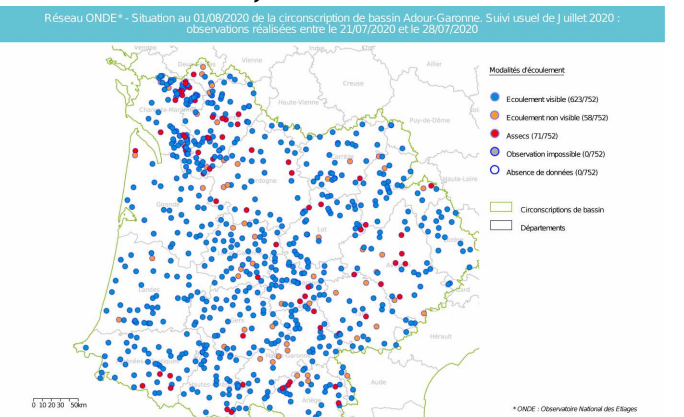 Réseau ONDE* - Situation au 01/08/2020 de la circonscription de bassin Adour-Garonne. Suivi usuel de Juillet 2020 :
observations réalisées entre le 21/07/2020 et le 28/07/2020
Vienne
Allier
Creuse
Haute-Vienne
Puy-de-Dôme
Haute-Loire
Lot
Landes
Hérault
Aude
Ariège
Modalités d'écoulement
Ecoulement visible (623/752)
Ecoulement non visible (58/752)
Assecs (71/752)
Observation impossible (0/752)
Absence de données (0/752)
Circonscriptions de bassin
Départements
0 10 20 30 50km
* ONDE : Observatoire National des Etiages